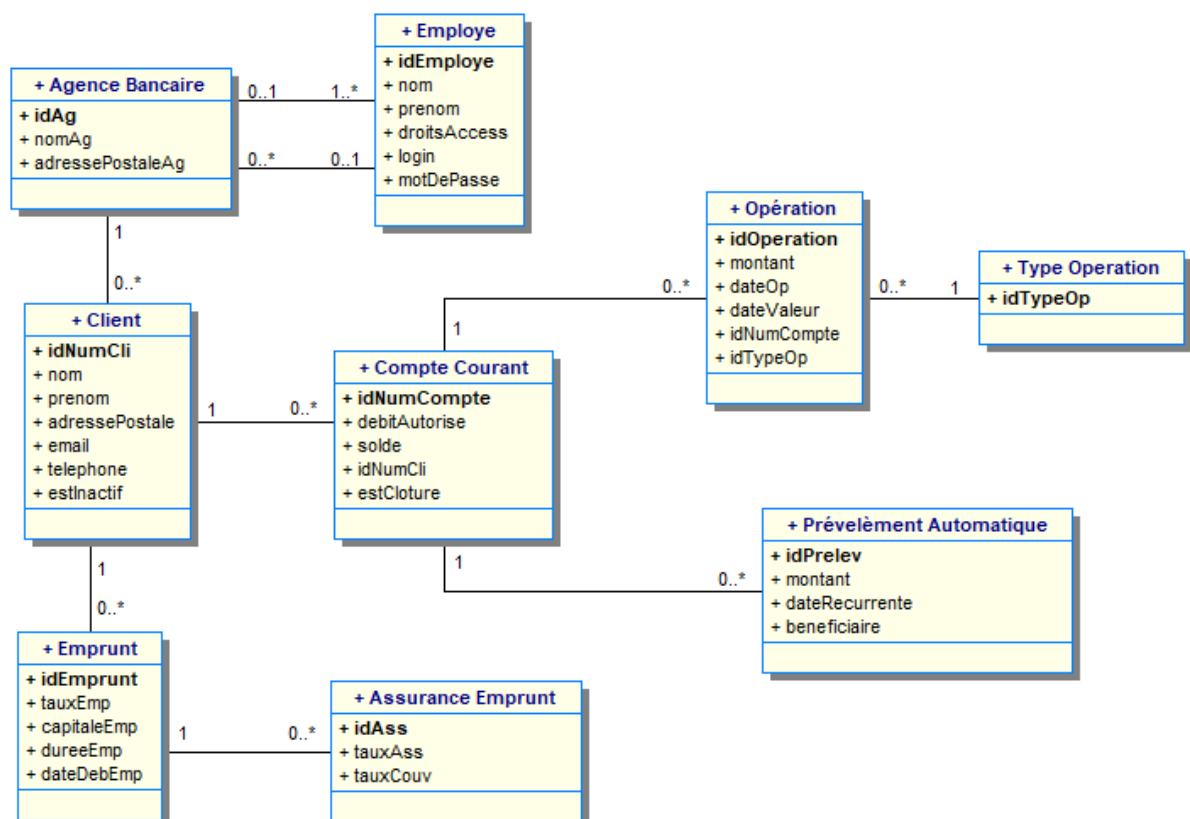 + Employe
+ idEmploye
+ nom
+ prenom
+ droitsAccess
+ login
+ motDePasse
+ Agence Bancaire
+ idAg
+ nomAg
+ adressePostaleAg
0..1 1..*
0..* 0..1
1
0..*
+ Opération
+ idOperation
+ montant
+ dateOp
+ dateValeur
+ idNumCompte
+ idTypeOp
0..* 1
+ Type Operation
+ idTypeOp
+ Client
+ idNumCli
+ nom
+ prenom
+ adressePostale
+ email
+ telephone
+ estInactif
1 0..*
+ Compte Courant
+ idNumCompte
+ debitAutorise
+ solde
+ idNumCli
+ estCloture
1
0..*
1
0..*
+ Prévelèment Automatique
+ idPrelev
+ montant
+ dateRecurrente
+ beneficiaire
1
0..*
+ Emprunt
+ idEmprunt
+ tauxEmp
+ capitaleEmp
+ dureeEmp
+ dateDebEmp
1 0..*
+ Assurance Emprunt
+ idAss
+ tauxAss
+ tauxCouv